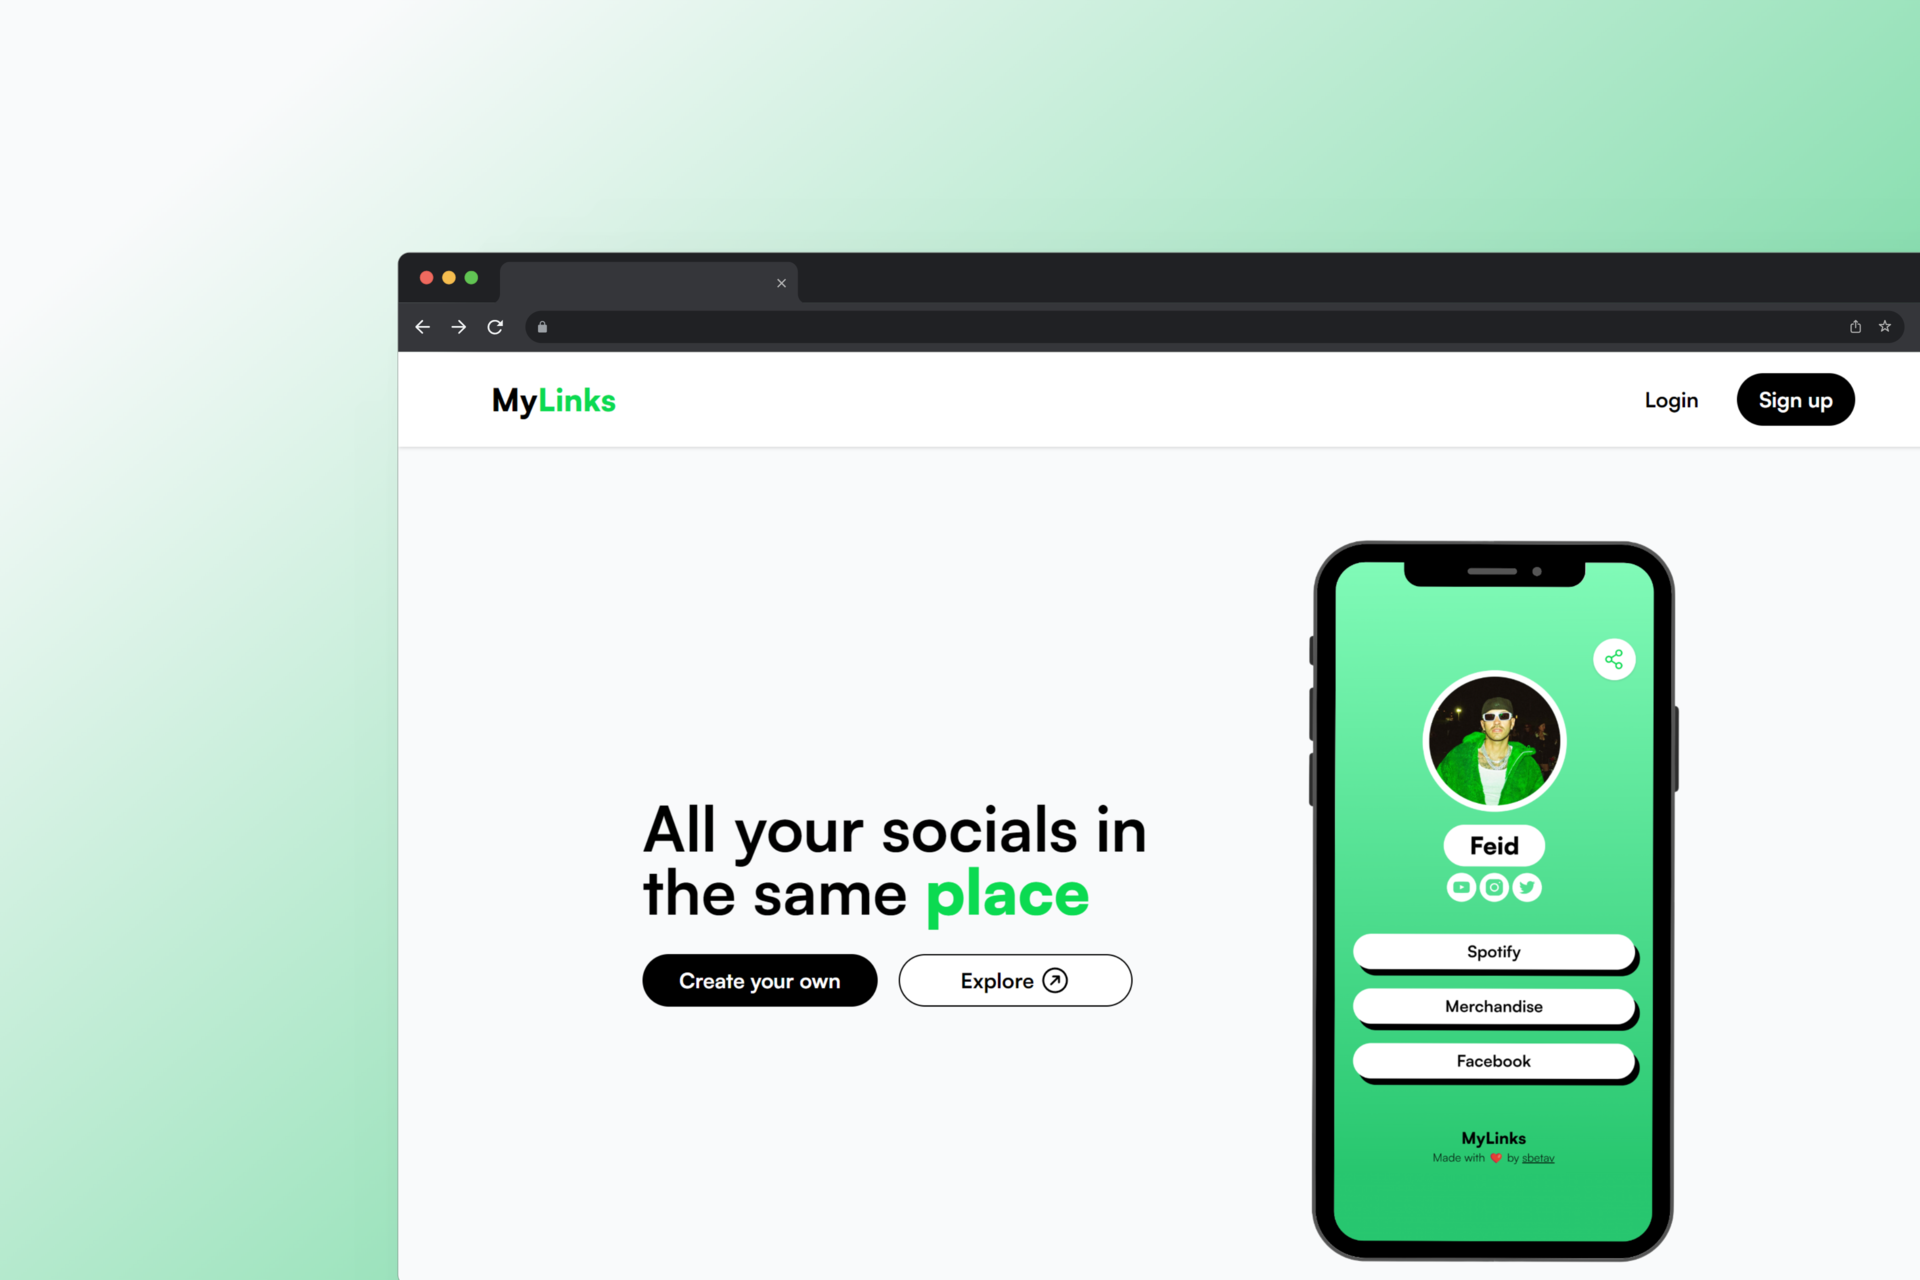 MyLinks
Login
Sign up
All your socials in
the same place
Create your own
Explore
Feid
Spotify
Merchandise
Facebook
MyLinks
Made with ❤️ by sbetav